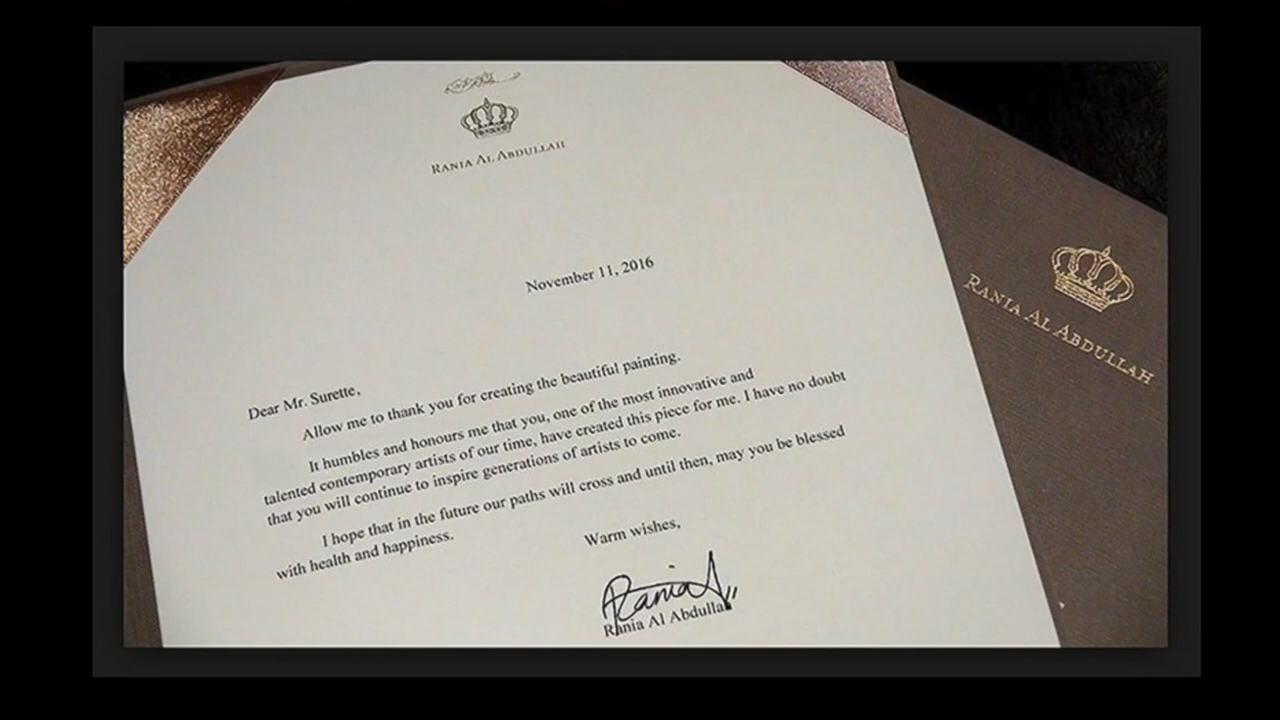 RANIA AL ABDULLAH
November 11, 2016
Dear Mr. Surette,
Allow me to thank you for creating the beautiful painting.
It humbles and honours me that you, one of the most innovative and
talented contemporary artists of our time, have created this piece for me. I have no doubt
that you will continue to inspire generations of artists to come.
I hope that in the future our paths will cross and until then, may you be blessed
with health and happiness.
Warm wishes,
Rania A
Rania Al Abdullah
RANIA AL ABDULLAH